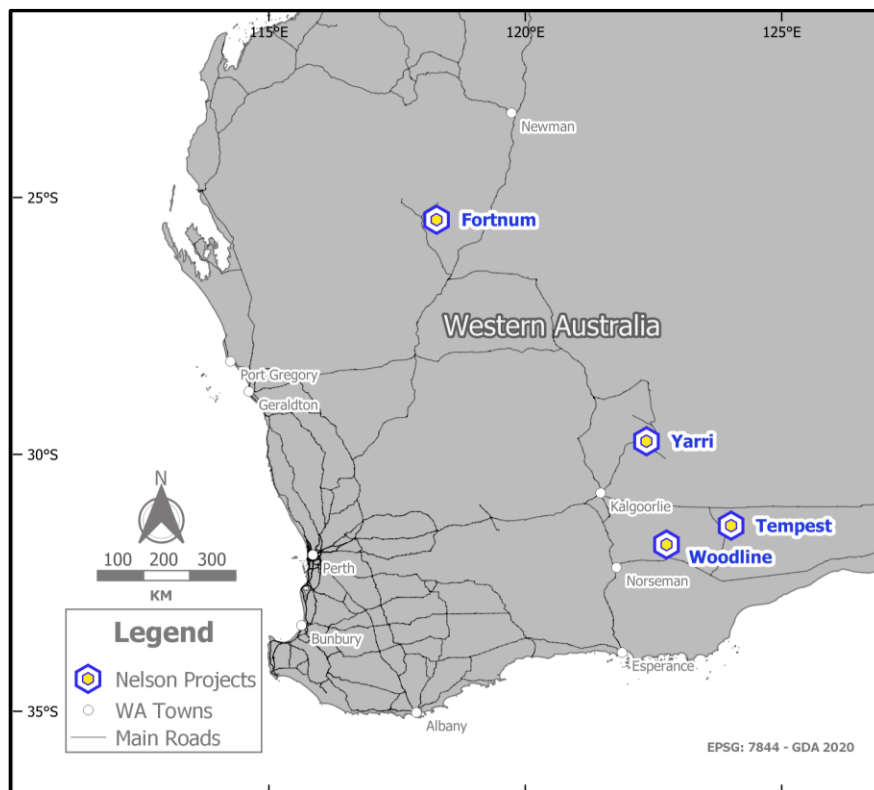 115°E
120°E
125°E
Newman
25°S
Fortnum
Western Australia
Port Gregory
Geraldton
Yarri
30°S
N
Kalgoorlie
Tempest
Woodline
100 200 300
KM
Perth
Norseman
Legend
Bunbury
Nelson Projects
Esperance
WA Towns
35°S
Albany
Main Roads
EPSG: 7844 - GDA 2020